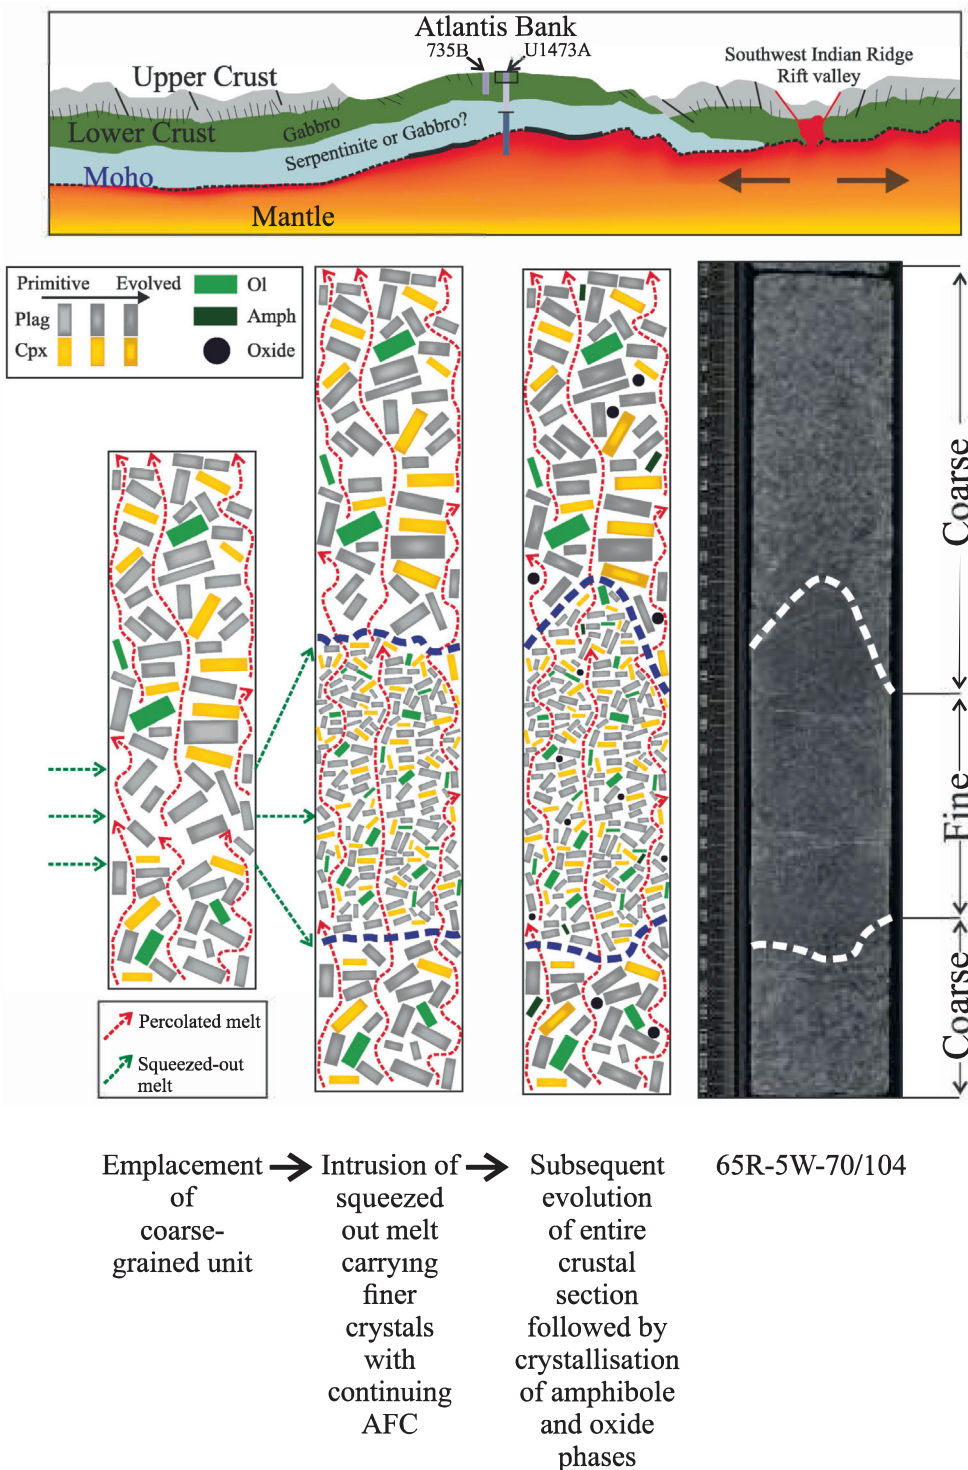 Atlantis Bank
735B
U1473A
Southwest Indian Ridge
Rift valley
Upper Crust
Lower Crust
Gabbro
Serpentinite or Gabbro?
Moho
Mantle
Primitive Evolved
Plag
Cpx
Ol
Amph
Oxide
Coarse
Fine
Coarse
Percolated melt
Squeezed-out
melt
Emplacement
of
coarse-
grained unit
Intrusion of
squeezed
out melt
carrying
finer
crystals
with
continuing
AFC
Subsequent
evolution
of entire
crustal
section
followed by
crystallisation
of amphibole
and oxide
phases
65R-5W-70/104